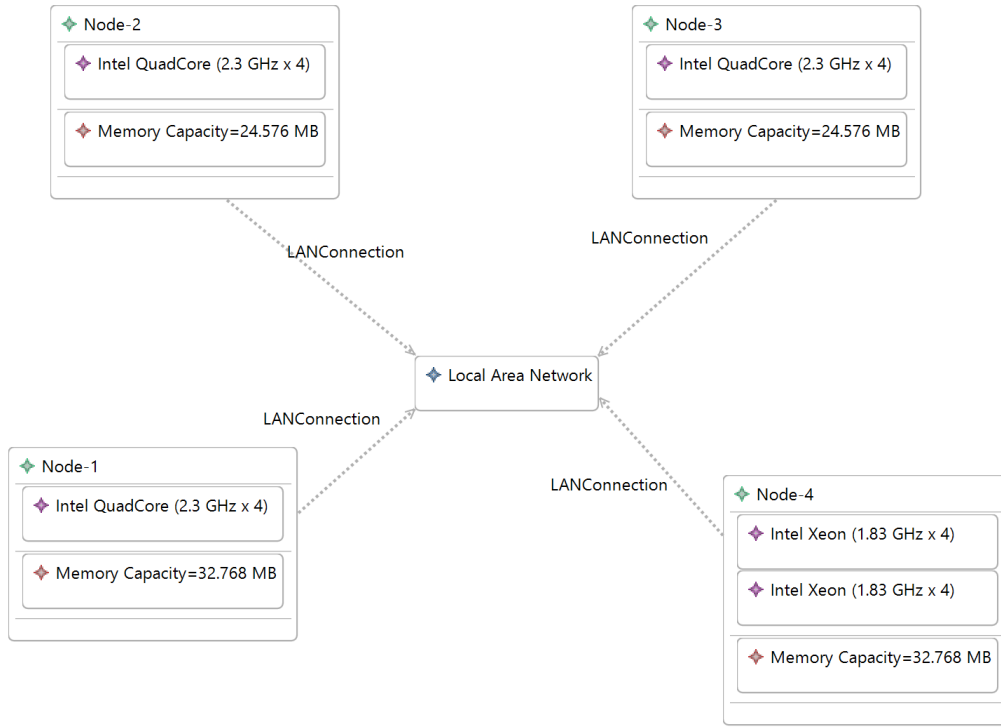 Node-2
Intel QuadCore (2.3 GHz x 4)
Memory Capacity=24.576 MB
Node-3
Intel QuadCore (2.3 GHz x 4)
Memory Capacity=24.576 MB
LANConnection
LANConnection
Local Area Network
LANConnection
LANConnection
Node-1
Intel QuadCore (2.3 GHz x 4)
Memory Capacity=32.768 MB
Node-4
Intel Xeon (1.83 GHz x 4)
Intel Xeon (1.83 GHz x 4)
Memory Capacity=32.768 MB